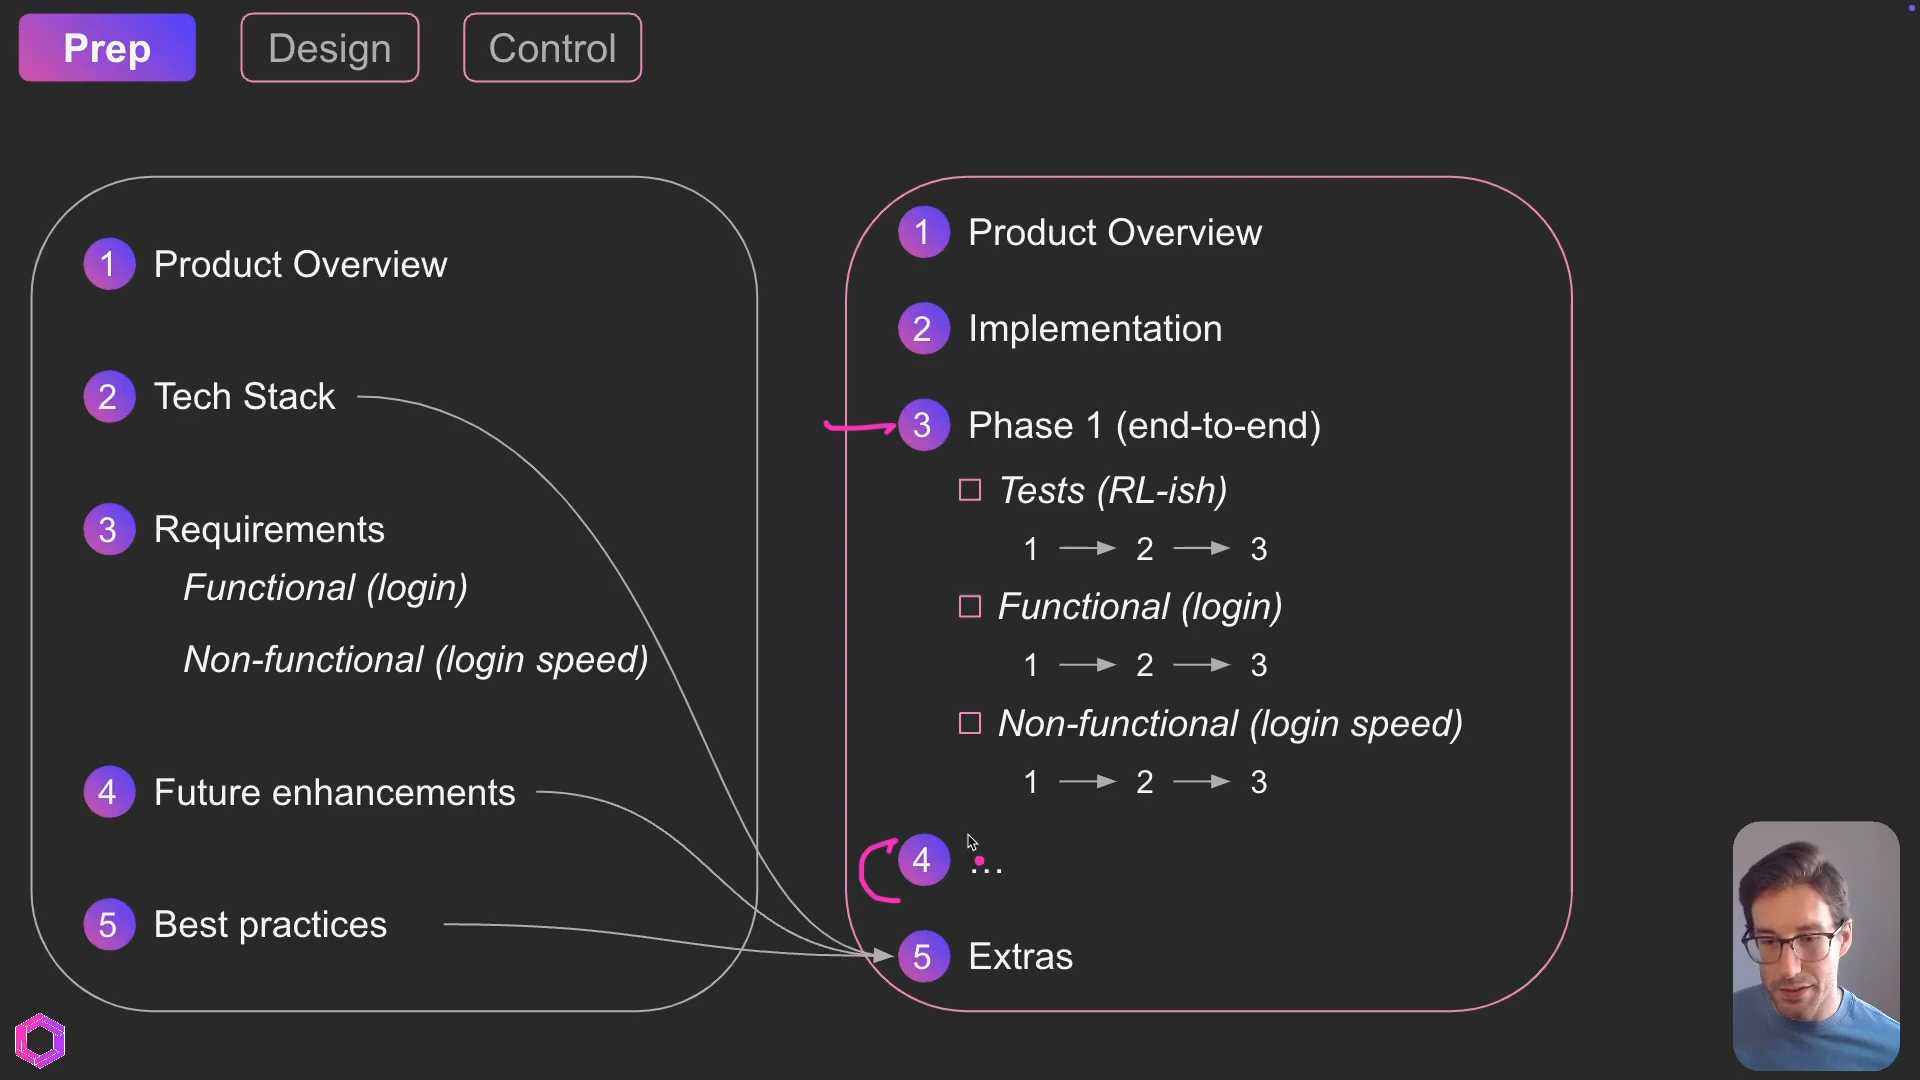 Prep
Design
Control
1 Product Overview
2 Tech Stack
3 Requirements
Functional (login)
Non-functional (login speed)
4 Future enhancements
5 Best practices
1 Product Overview
2 Implementation
3 Phase 1 (end-to-end)
Tests (RL-ish)
1 2 3
Functional (login)
1 2 3
Non-functional (login speed)
1 2 3
4 ...
5 Extras